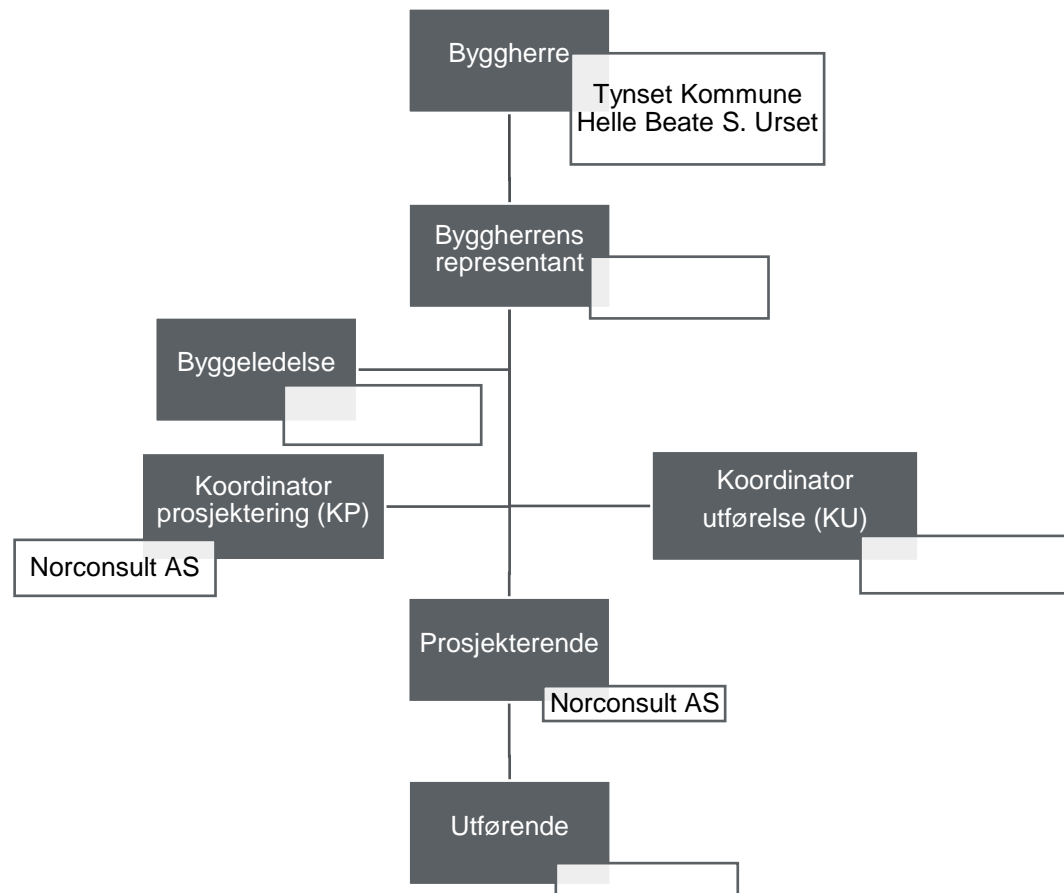 Byggherre
Tynset Kommune
Helle Beate S. Urset
Byggherrens
representant
Byggeledelse
Koordinator
prosjektering (KP)
Norconsult AS
Koordinator
utførelse (KU)
Prosjekterende
Norconsult AS
Utførende